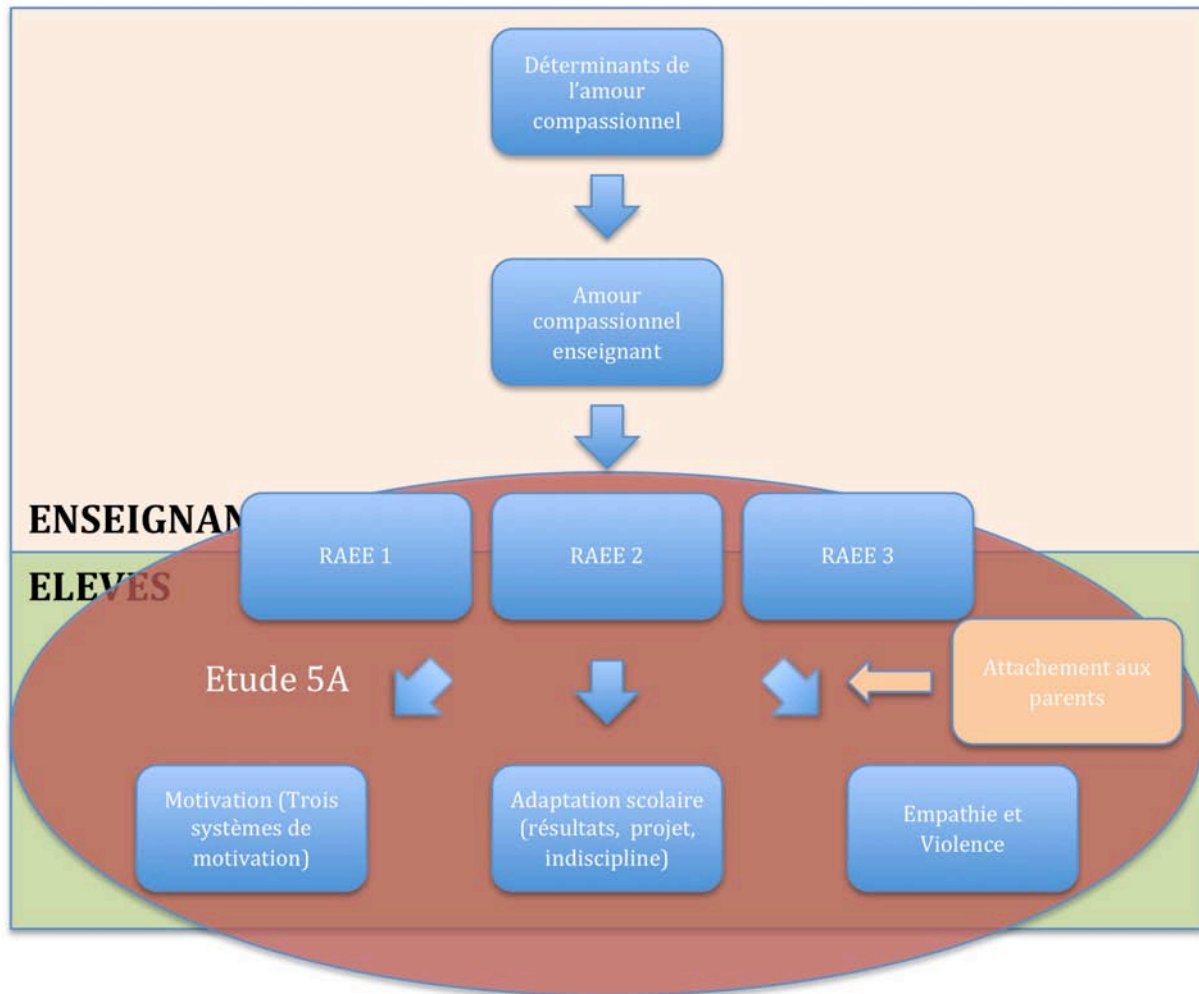 Déterminants de
l'amour
compassionnel
Amour
compassionnel
enseignant
ENSEIGNAN
RAEE 1
RAEE 2
RAEE 3
ELEVES
Etude 5A
Attachement aux
parents
Motivation (Trois
systèmes de
motivation)
Adaptation scolaire
(résultats, projet,
indiscipline)
Empathie et
Violence